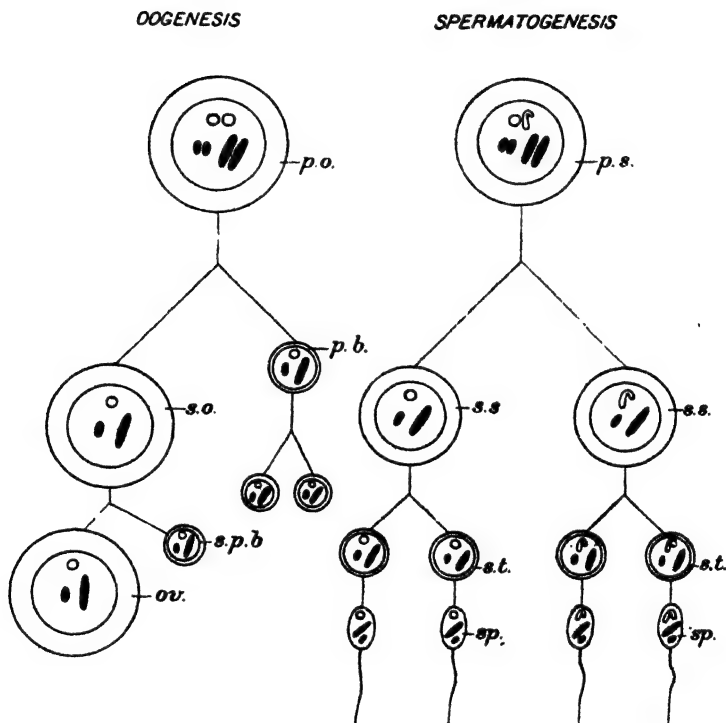 OOGENESIS
SPERMATOGENESIS
p.o.
p.s.
p.b.
s.o.
s.s
s.s.
s.p.b
s.t.
s.t.
ov.
sp.
sp.